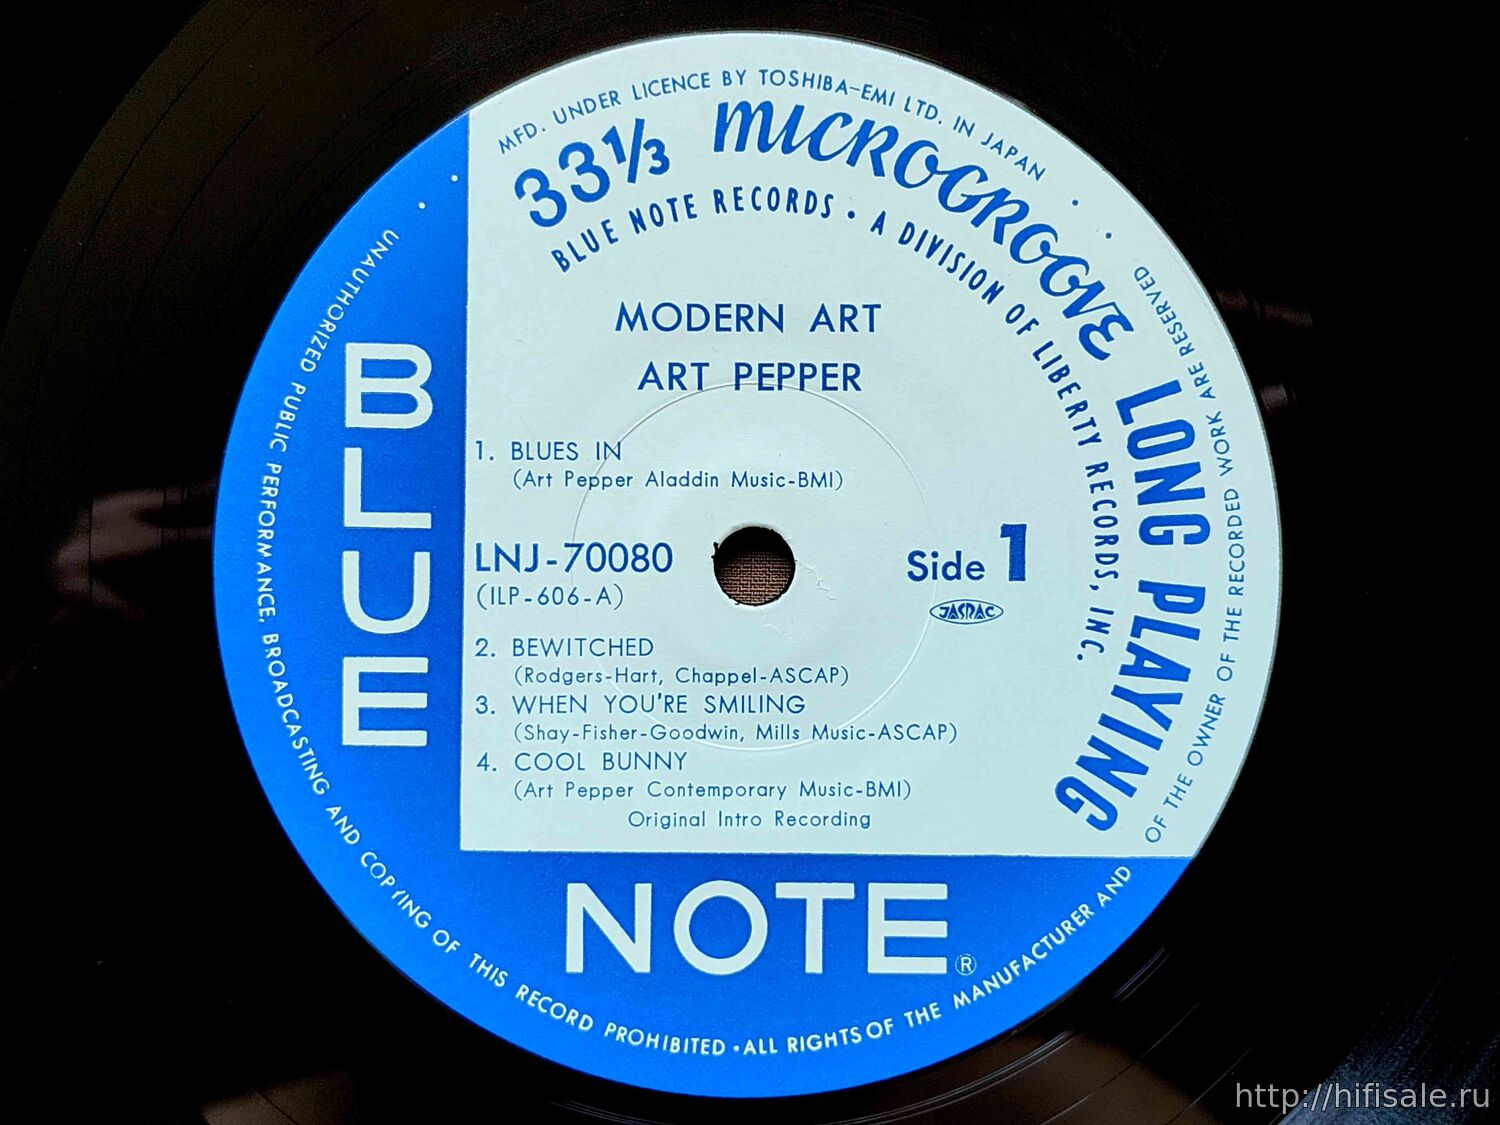 MFD. UNDER LICENCE BY TOSHIBA-EMI LTD. IN JAPAN
33 1/3 MICROGROOVE LONG PLAYING
BLUE NOTE RECORDS • A DIVISION OF LIBERTY RECORDS, INC.
MODERN ART
ART PEPPER
1. BLUES IN
(Art Pepper Aladdin Music-BMI)
LNJ-70080
(ILP-606-A)
Side 1
JASRAC
2. BEWITCHED
(Rodgers-Hart, Chappel-ASCAP)
3. WHEN YOU'RE SMILING
(Shay-Fisher-Goodwin, Mills Music-ASCAP)
4. COOL BUNNY
(Art Pepper Contemporary Music-BMI)
Original Intro Recording
BLUE
NOTE®
UNAUTHORIZED PUBLIC PERFORMANCE, BROADCASTING AND COPYING OF THIS RECORD PROHIBITED • ALL RIGHTS OF THE MANUFACTURER AND OF THE OWNER OF THE RECORDED WORK ARE RESERVED
http://hifisale.ru